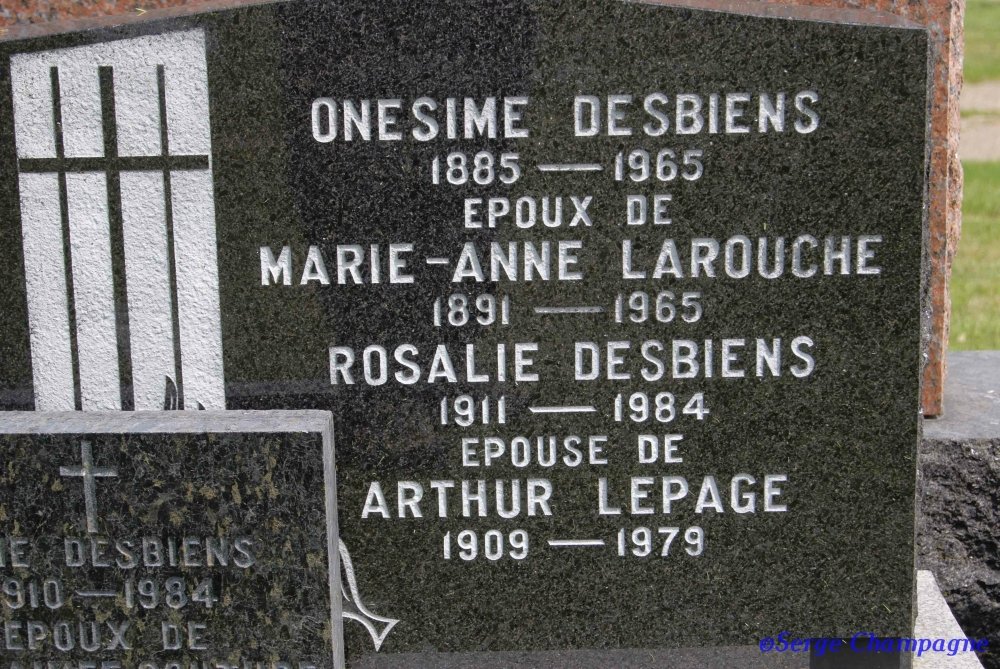 ONESIME DESBIENS
1885 — 1965
EPOUX DE
MARIE-ANNE LAROUCHE
1891 — 1965
ROSALIE DESBIENS
1911 — 1984
EPOUSE DE
ARTHUR LEPAGE
1909 — 1979
DESBIENS
1910 — 1984
EPOUX DE
©Serge Champagne